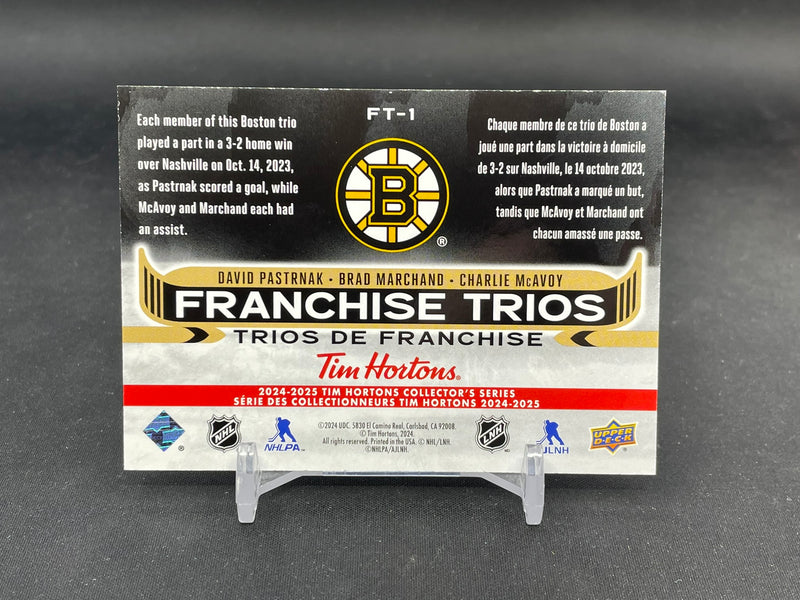 FT-1
Each member of this Boston trio
played a part in a 3-2 home win
over Nashville on Oct. 14, 2023,
as Pastrnak scored a goal, while
McAvoy and Marchand each had
an assist.
B
®
Chaque membre de ce trio de Boston a
joué une part dans la victoire à domicile
de 3-2 sur Nashville, le 14 octobre 2023,
alors que Pastrnak a marqué un but,
tandis que McAvoy et Marchand ont
chacun amassé une passe.
DAVID PASTRNAK • BRAD MARCHAND • CHARLIE McAVOY
FRANCHISE TRIOS
TRIOS DE FRANCHISE
Tim Hortons®
2024-2025 TIM HORTONS COLLECTOR'S SERIES
SÉRIE DES COLLECTIONNEURS TIM HORTONS 2024-2025
NHL
NHLPA
©2024 UDC. 5830 El Camino Real, Carlsbad, CA 92008.
© Tim Hortons, 2024.
All rights reserved. Printed in the USA. © NHL/LNH.
©NHLPA/AJLNH.
LNH
AJLNH
UPPER
DECK